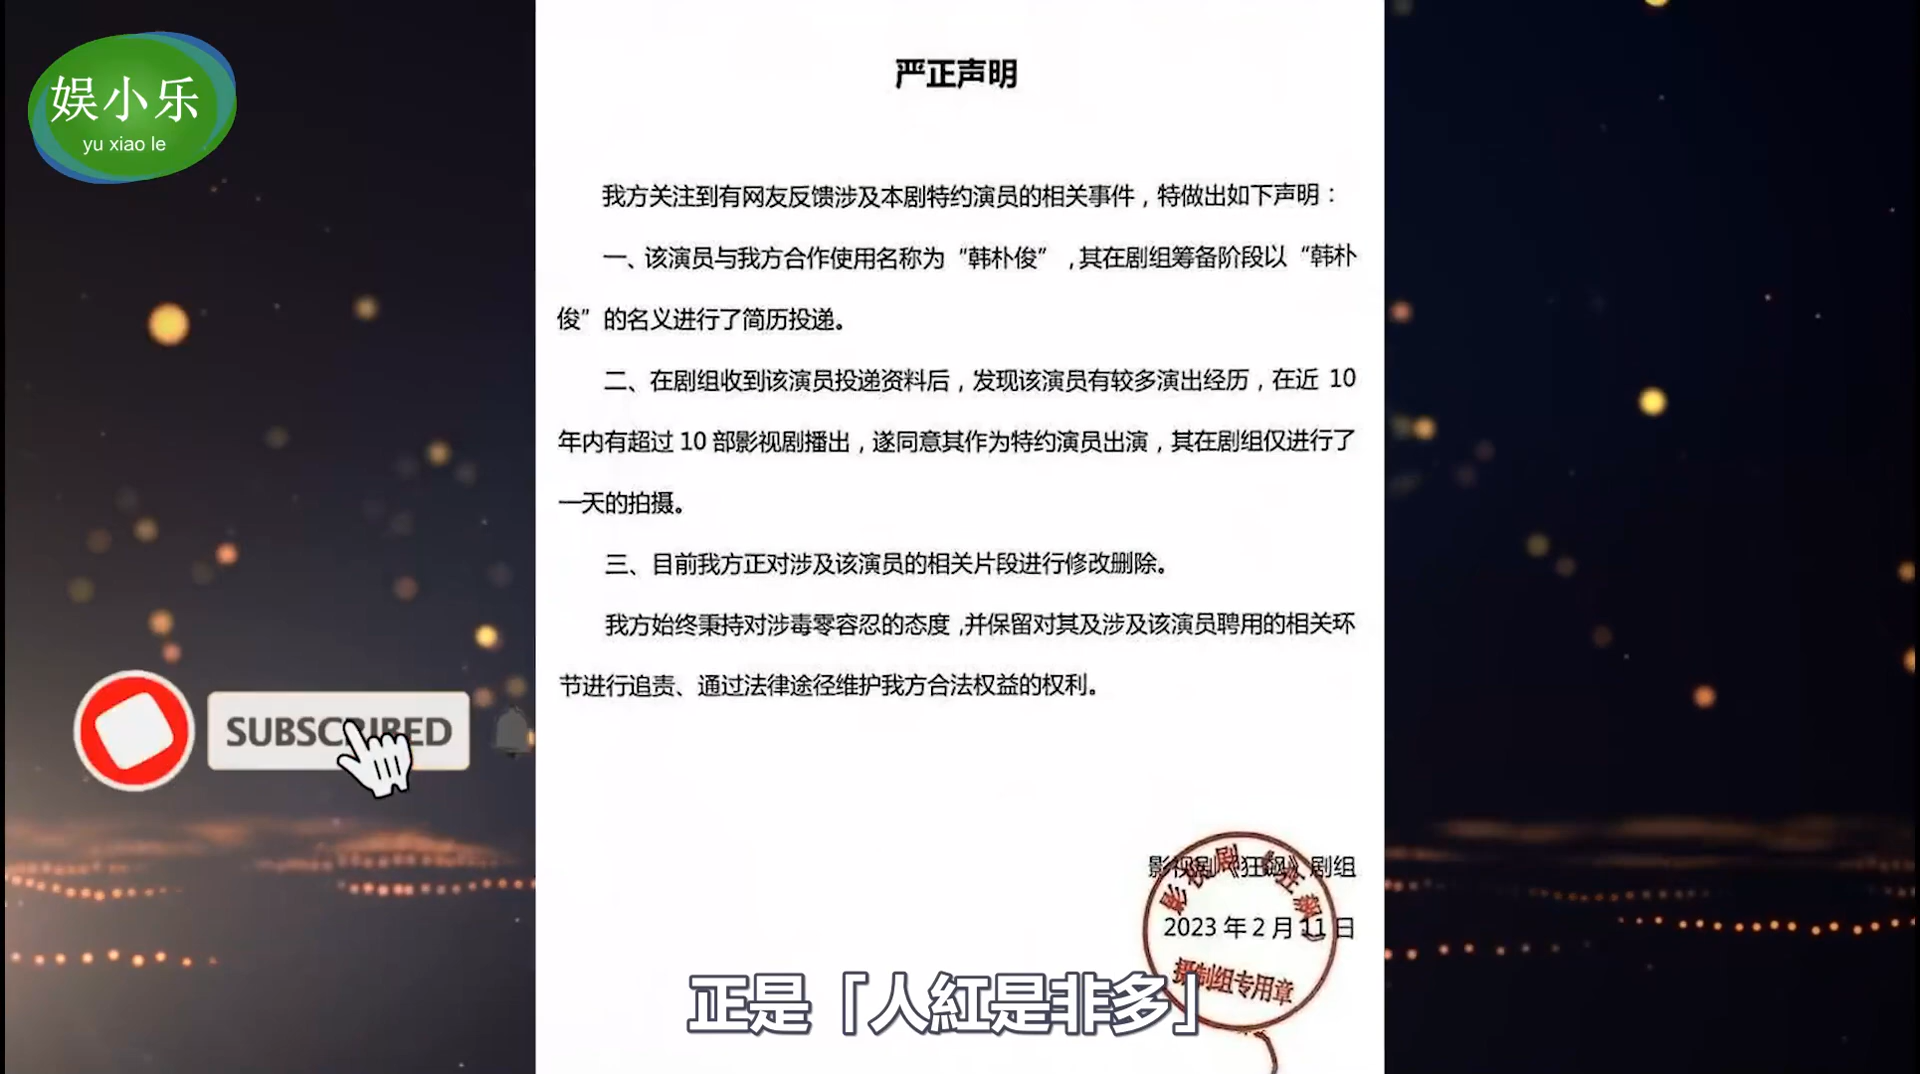 娱小乐
yu xiao le
严正声明
我方关注到有网友反馈涉及本剧特约演员的相关事件，特做出如下声明：
一、该演员与我方合作使用名称为“韩朴俊”，其在剧组筹备阶段以“韩朴
俊”的名义进行了简历投递。
二、在剧组收到该演员投递资料后，发现该演员有较多演出经历，在近 10
年内有超过 10 部影视剧播出，遂同意其作为特约演员出演，其在剧组仅进行了
一天的拍摄。
三、目前我方正对涉及该演员的相关片段进行修改删除。
我方始终秉持对涉毒零容忍的态度，并保留对其及涉及该演员聘用的相关环
节进行追责、通过法律途径维护我方合法权益的权利。
SUBSCRIBED
影视剧《狂飙》剧组
2023 年 2 月 11 日
影视剧《狂飙》
摄制组专用章
正是「人紅是非多」